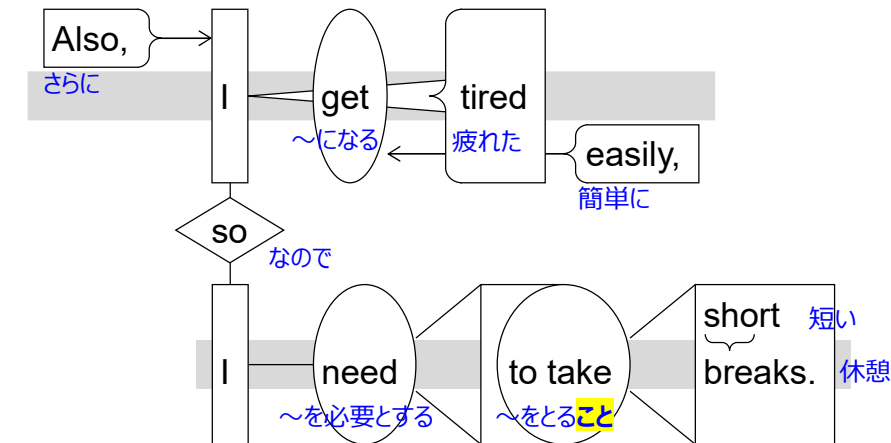 Also,
さらに
I get tired
〜になる 疲れた
easily,
簡単に
so
なので
short 短い
I need to take breaks. 休憩
〜を必要とする 〜をとること